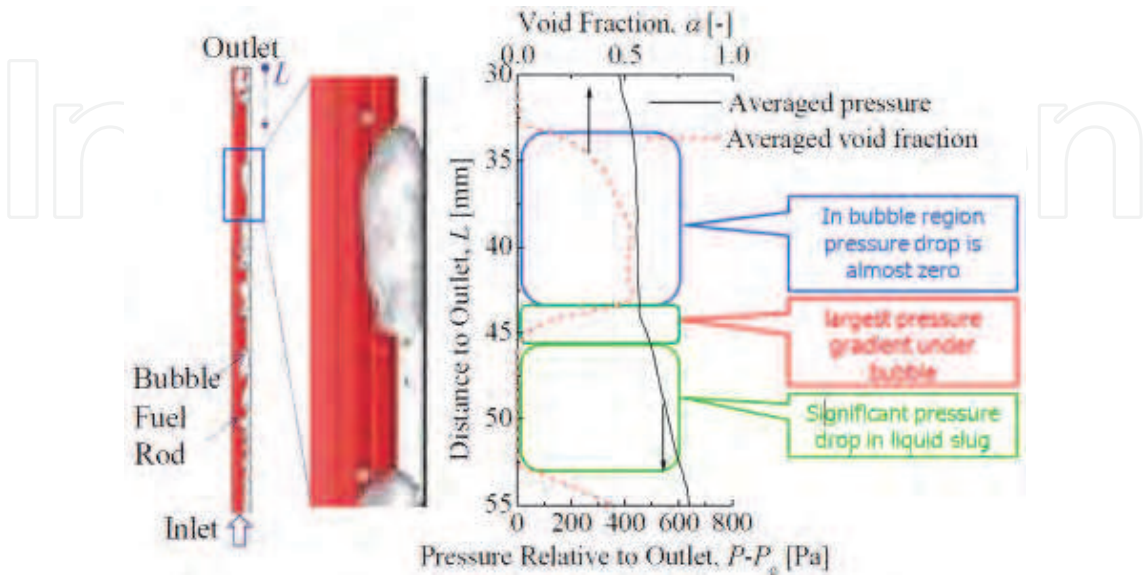 Void Fraction, α [-]
0.0 0.5 1.0
Outlet
L
30
35
40
45
50
55
Distance to Outlet, L [mm]
Averaged pressure
Averaged void fraction
In bubble region
pressure drop is
almost zero
largest pressure
gradient under
bubble
Significant pressure
drop in liquid slug
Bubble
Fuel
Rod
Inlet
0 200 400 600 800
Pressure Relative to Outlet, P-Pe [Pa]